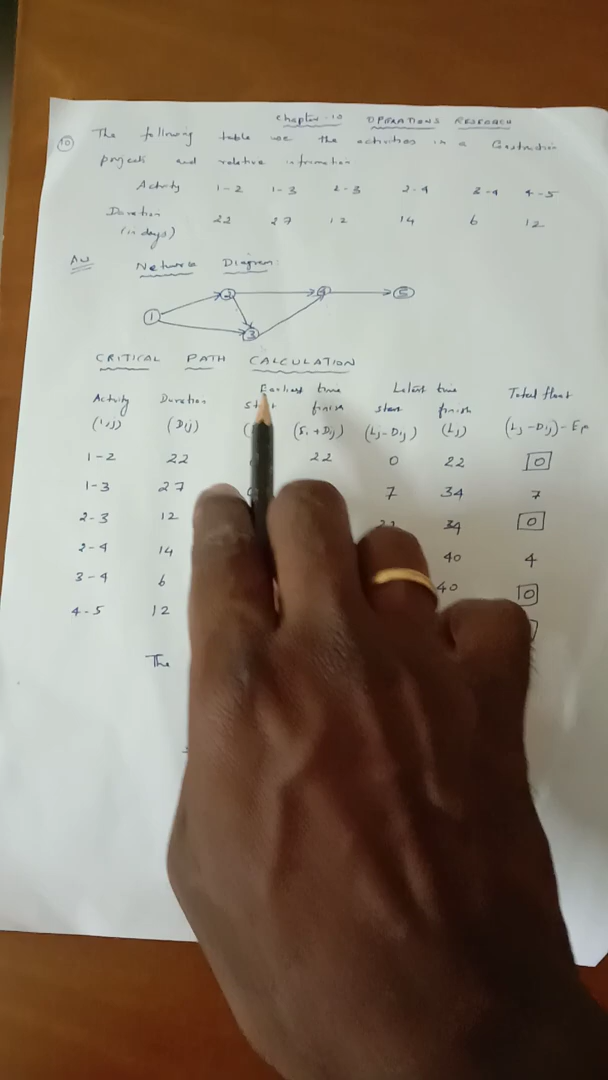 Chapter-10 OPERATIONS RESEARCH
10 The following table use the activities in a Construction
projects and relative information
Activity 1-2 1-3 2-3 2-4 3-4 4-5
Duration 22 27 12 14 6 12
(in days)
Network Diagram:
1 2 3 4 5
CRITICAL PATH CALCULATION
Earliest time Latest time Total float
Activity Duration start finish start finish
(i,j) (Dij) (Si + Dij) (Lj-Dij) (Lj) (Lj-Dij)-
1-2 22 22 0 22 0
1-3 27 7 34 7
2-3 12 34 0
2-4 14 40 4
3-4 6 40 0
4-5 12
The